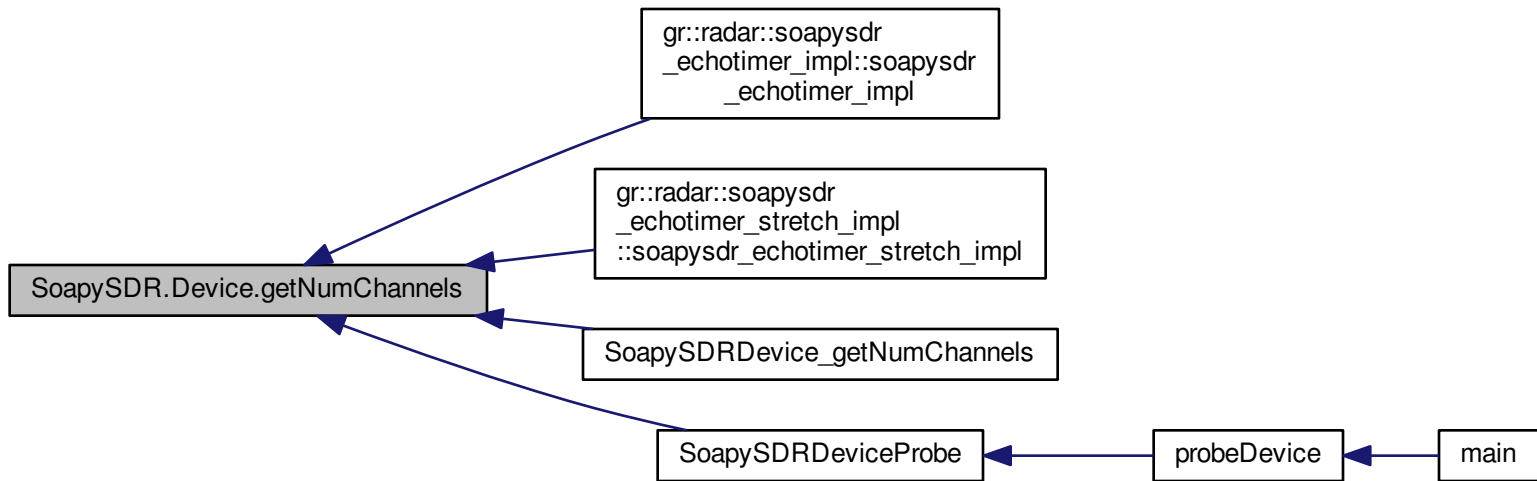 gr::radar::soapysdr
_echotimer_impl::soapysdr
_echotimer_impl
gr::radar::soapysdr
_echotimer_stretch_impl
::soapysdr_echotimer_stretch_impl
SoapySDR.Device.getNumChannels
SoapySDRDevice_getNumChannels
SoapySDRDeviceProbe
probeDevice
main